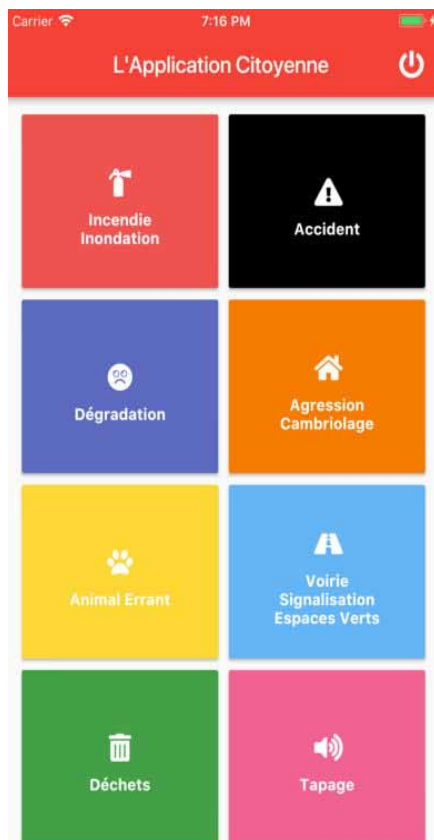 Carrier 7:16 PM
L'Application Citoyenne
Incendie
Inondation
Accident
Dégradation
Agression
Cambriolage
Animal Errant
Voirie
Signalisation
Espaces Verts
Déchets
Tapage